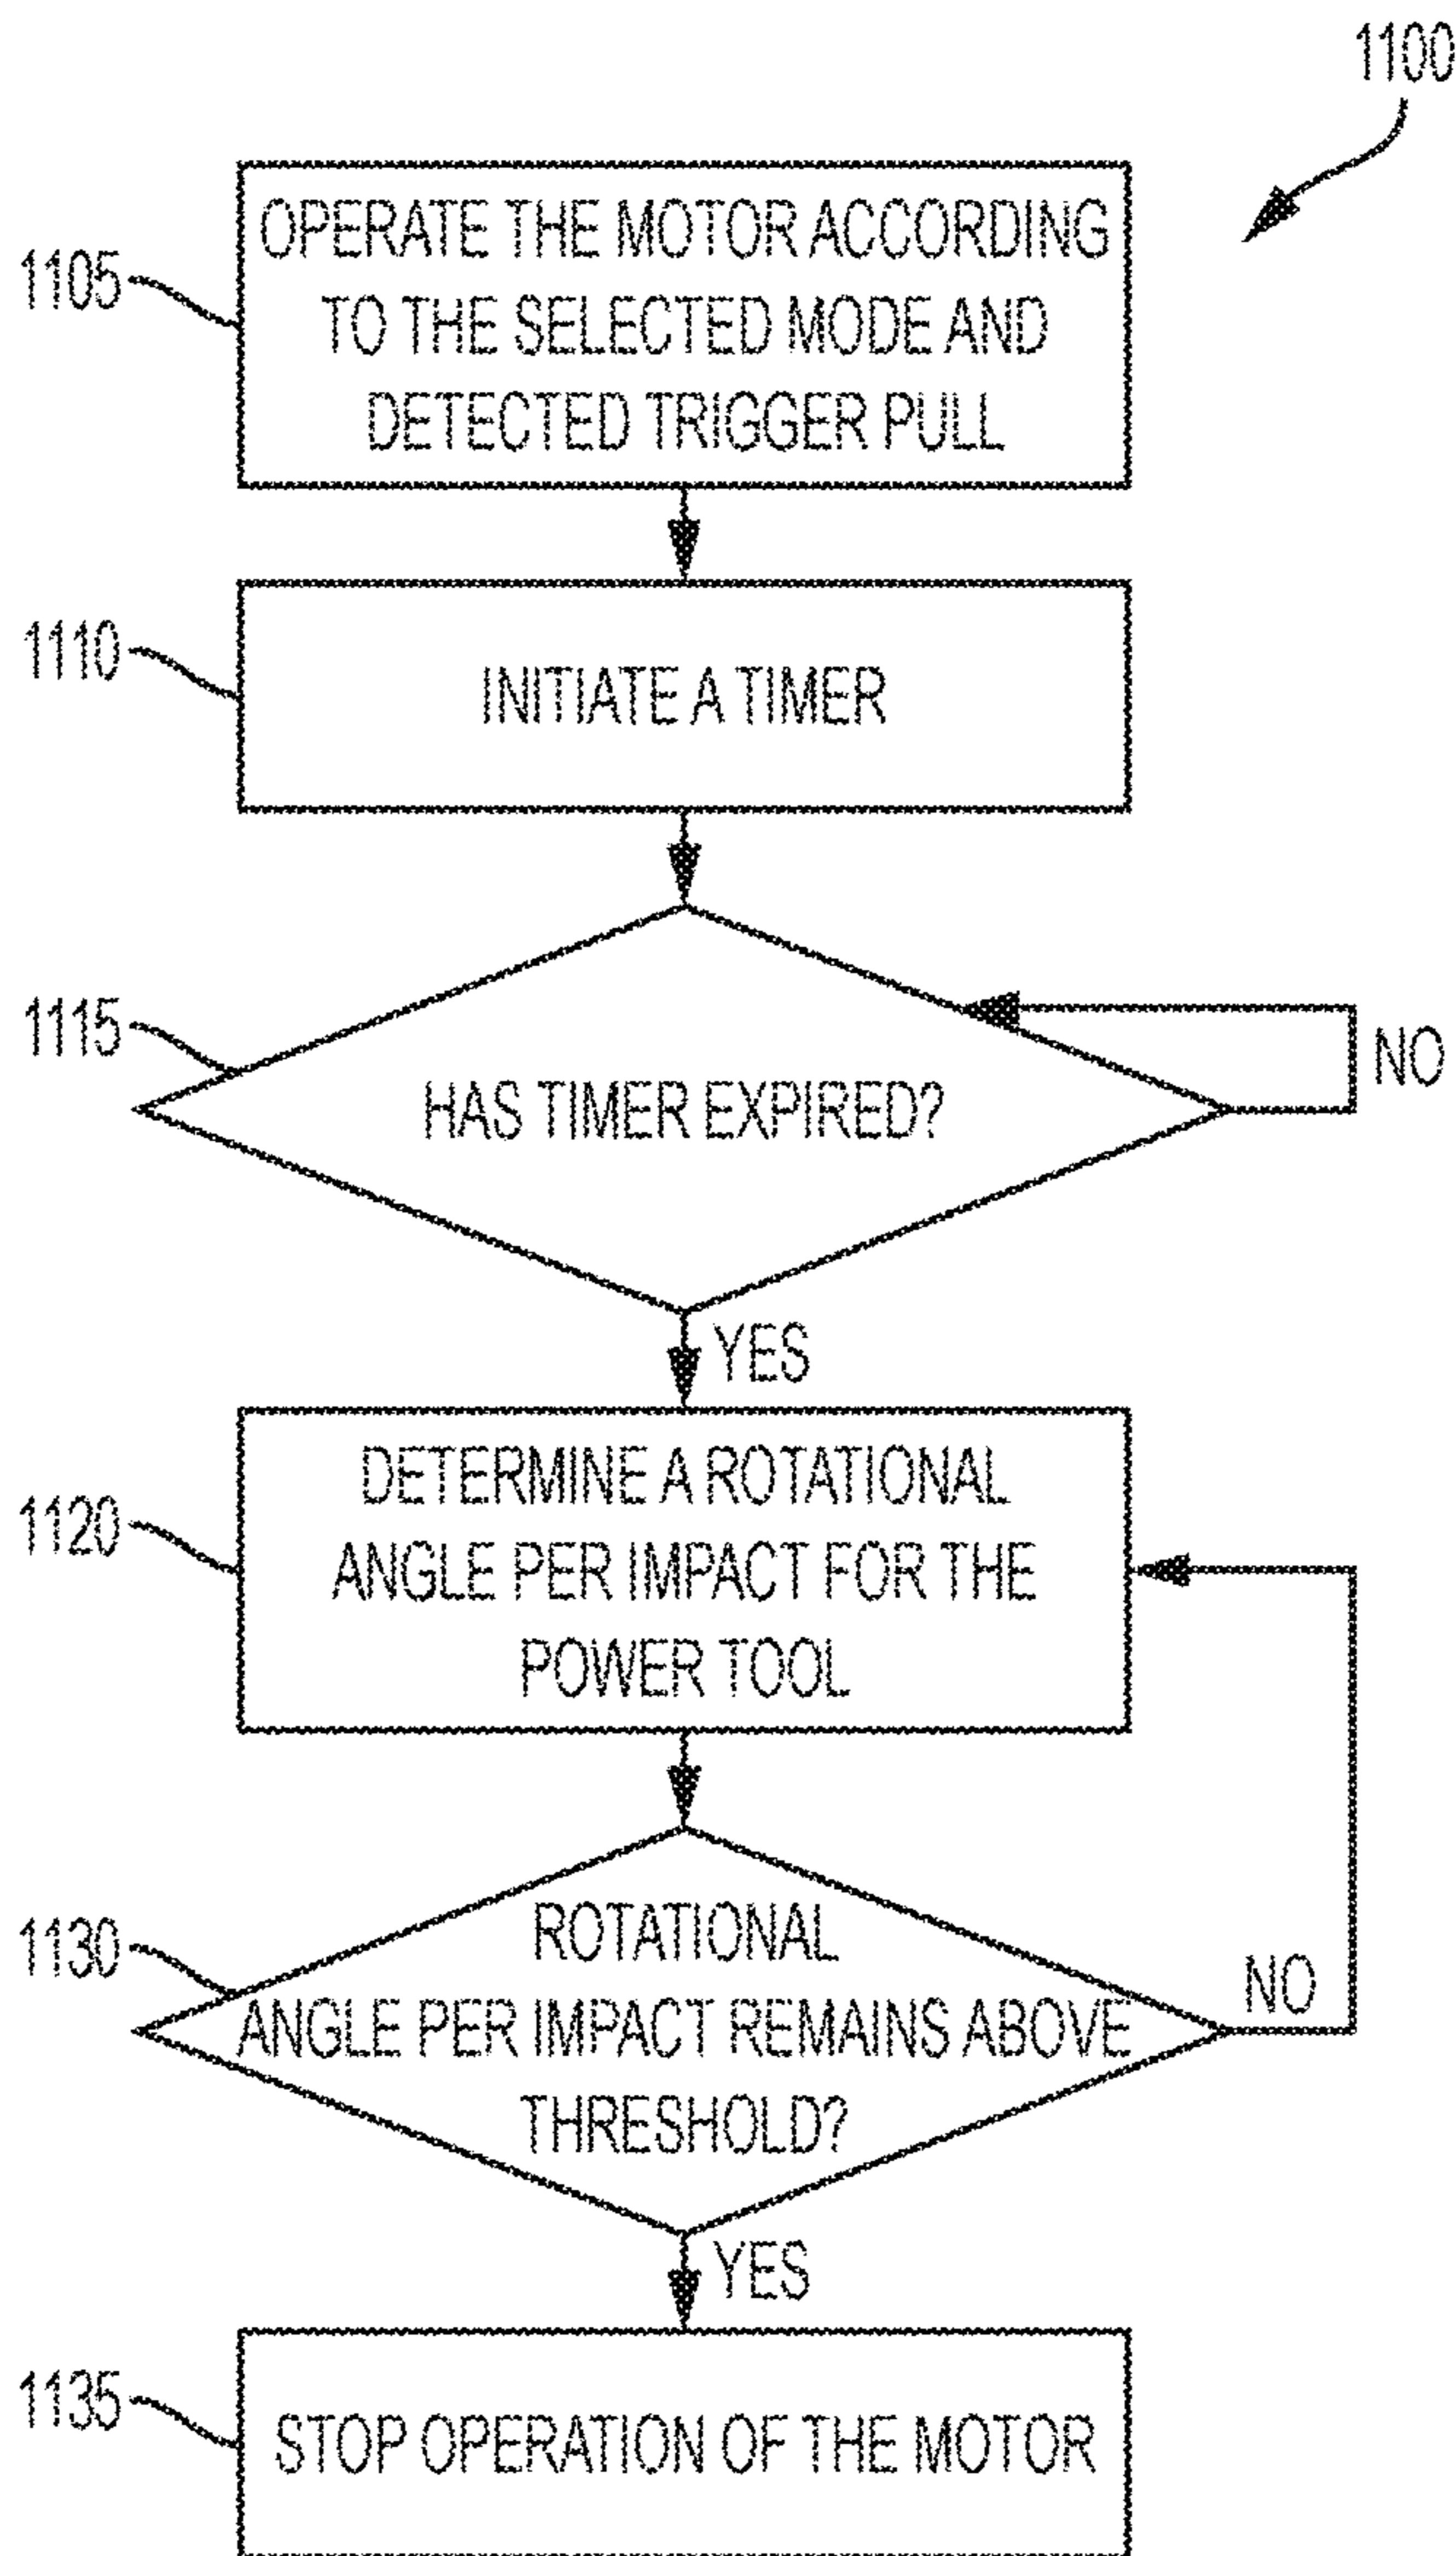 1100
1105
OPERATE THE MOTOR ACCORDING
TO THE SELECTED MODE AND
DETECTED TRIGGER PULL
1110
INITIATE A TIMER
1115
HAS TIMER EXPIRED?
NO
YES
1120
DETERMINE A ROTATIONAL
ANGLE PER IMPACT FOR THE
POWER TOOL
1130
ROTATIONAL
ANGLE PER IMPACT REMAINS ABOVE
THRESHOLD?
NO
YES
1135
STOP OPERATION OF THE MOTOR